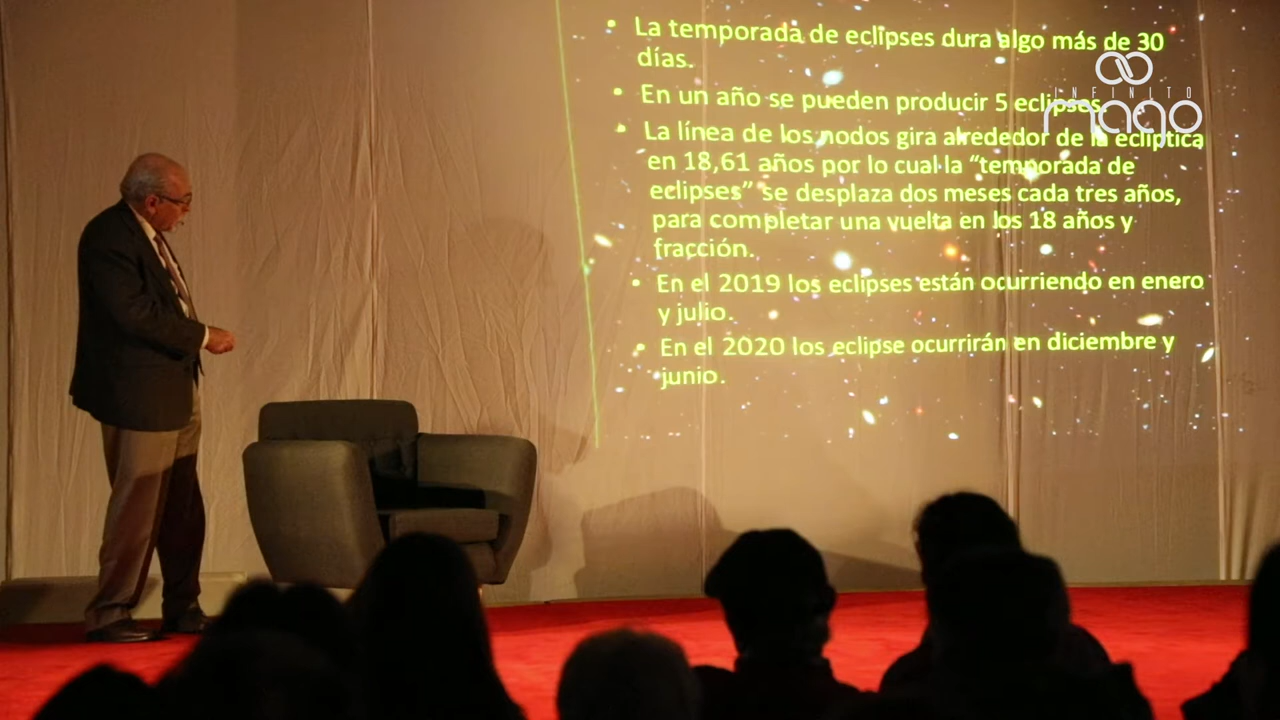 • La temporada de eclipses dura algo más de 30
días.
• En un año se pueden producir 5 eclipses.
• La línea de los nodos gira alrededor de la eclíptica
en 18,61 años por lo cual la “temporada de
eclipses” se desplaza dos meses cada tres años,
para completar una vuelta en los 18 años y
fracción.
• En el 2019 los eclipses están ocurriendo en enero
y julio.
• En el 2020 los eclipse ocurrirán en diciembre y
junio.
INFINITO
mago